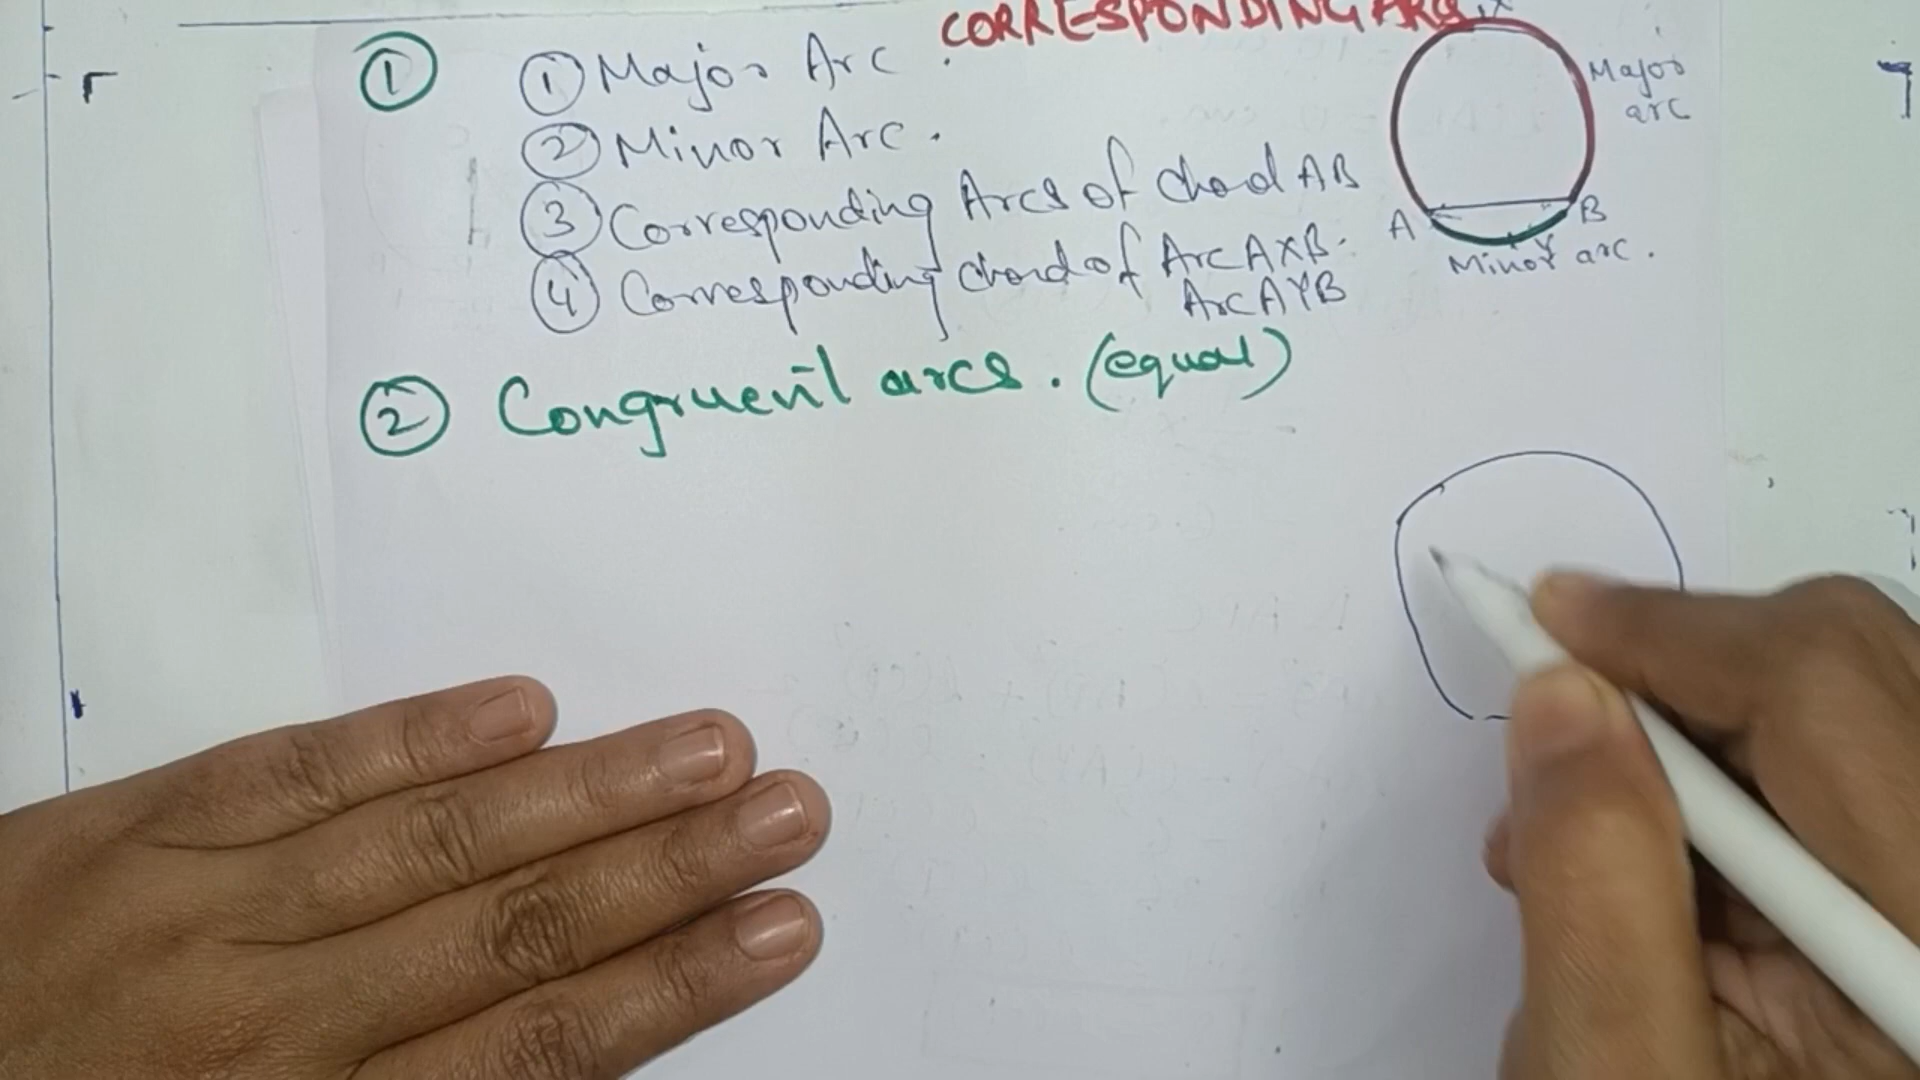 CORRESPONDING ARC
① ① Major Arc .
② Minor Arc .
③ Corresponding Arcs of chord AB
④ Corresponding chord of Arc AXB.
Arc AYB
② Congruent arcs . (equal)
X
Major
arc
A
B
Y
Minor arc .